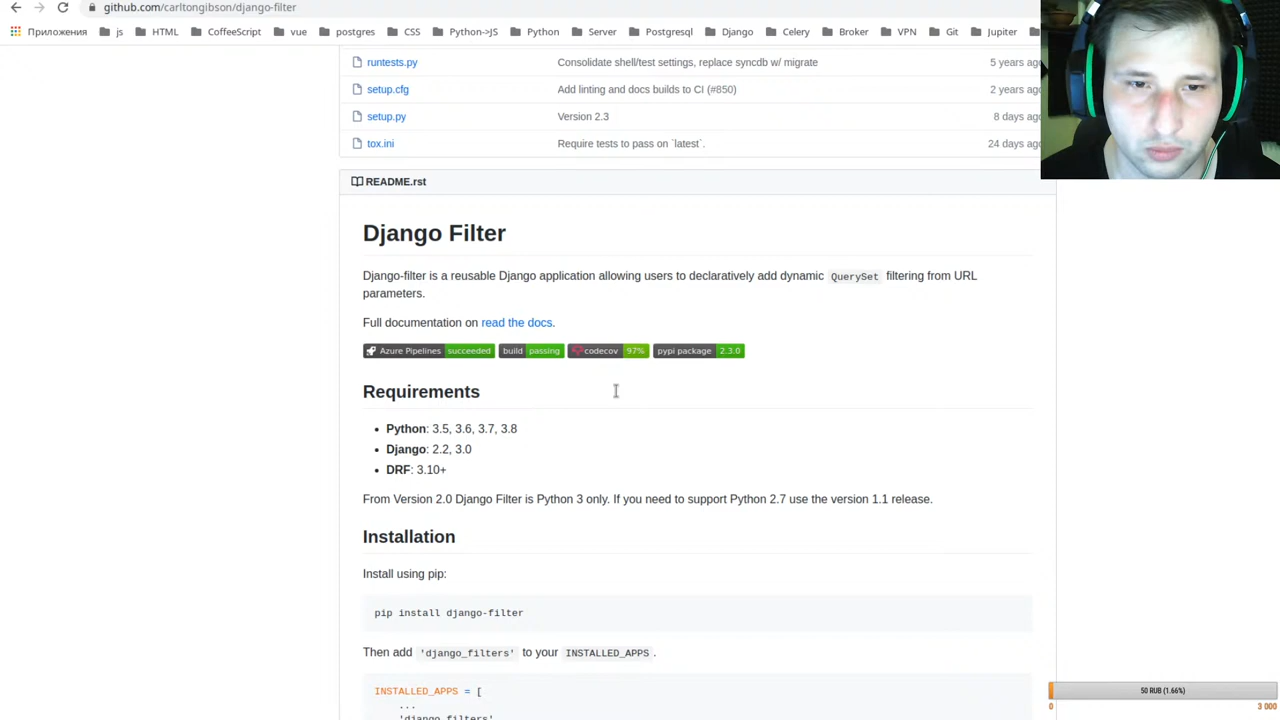 github.com/carltongibson/django-filter
Приложения js HTML CoffeeScript vue postgres CSS Python->JS Python Server Postgresql Django Celery Broker VPN Git Jupiter
runtests.py Consolidate shell/test settings, replace syncdb w/ migrate 5 years ago
setup.cfg Add linting and docs builds to CI (#850) 2 years ago
setup.py Version 2.3 8 days ago
tox.ini Require tests to pass on `latest`. 24 days ago
README.rst
Django Filter
Django-filter is a reusable Django application allowing users to declaratively add dynamic QuerySet filtering from URL
parameters.
Full documentation on read the docs.
Azure Pipelines succeeded build passing codecov 97% pypi package 2.3.0
Requirements
• Python: 3.5, 3.6, 3.7, 3.8
• Django: 2.2, 3.0
• DRF: 3.10+
From Version 2.0 Django Filter is Python 3 only. If you need to support Python 2.7 use the version 1.1 release.
Installation
Install using pip:
pip install django-filter
Then add 'django_filters' to your INSTALLED_APPS.
INSTALLED_APPS = [
...
'django_filters',
50 RUB (1.66%)
0 3 000